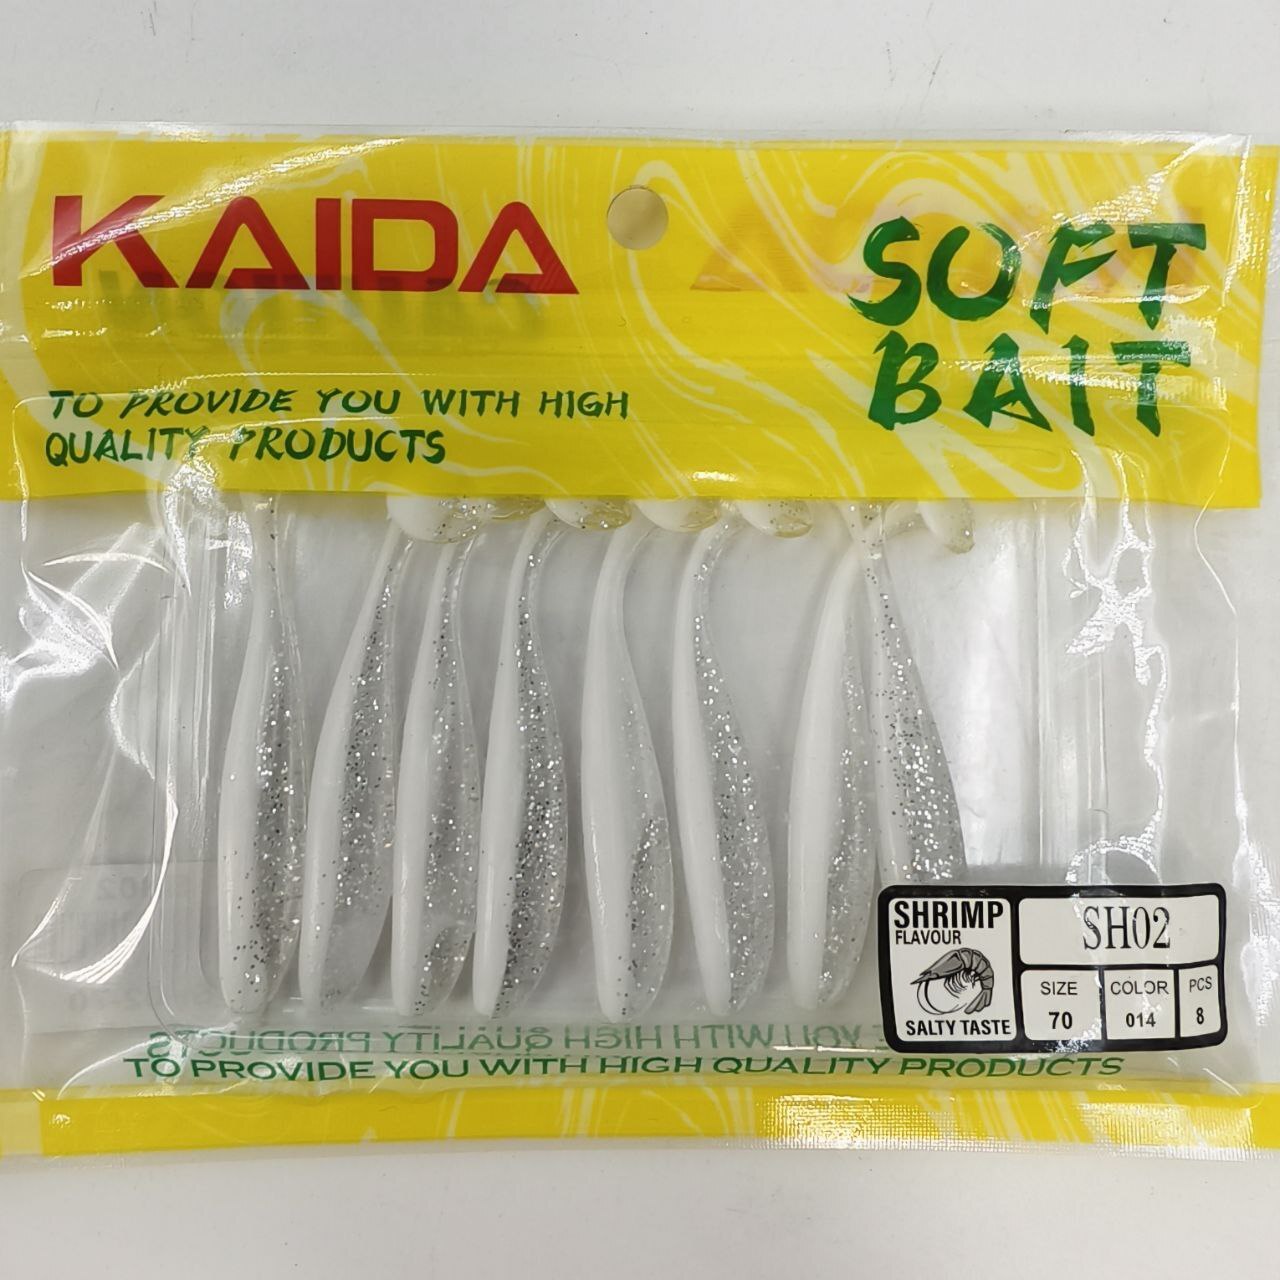 KAIDA
SOFT
BAIT
TO PROVIDE YOU WITH HIGH
QUALITY PRODUCTS
SHRIMP
FLAVOUR
SALTY TASTE
SH02
SIZE
70
COLOR
014
PCS
8
TO PROVIDE YOU WITH HIGH QUALITY PRODUCTS